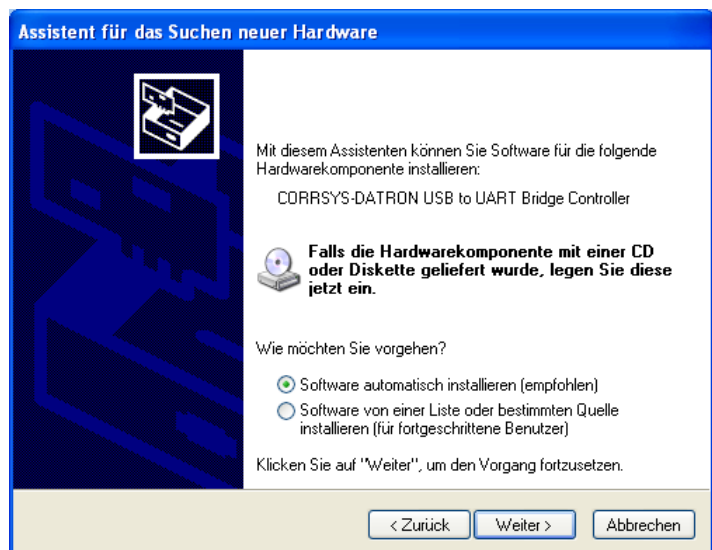 Assistent für das Suchen neuer Hardware
Mit diesem Assistenten können Sie Software für die folgende
Hardwarekomponente installieren:
CORRSYS-DATRON USB to UART Bridge Controller
Falls die Hardwarekomponente mit einer CD
oder Diskette geliefert wurde, legen Sie diese
jetzt ein.
Wie möchten Sie vorgehen?
Software automatisch installieren (empfohlen)
Software von einer Liste oder bestimmten Quelle
installieren (für fortgeschrittene Benutzer)
Klicken Sie auf "Weiter", um den Vorgang fortzusetzen.
< Zurück Weiter > Abbrechen